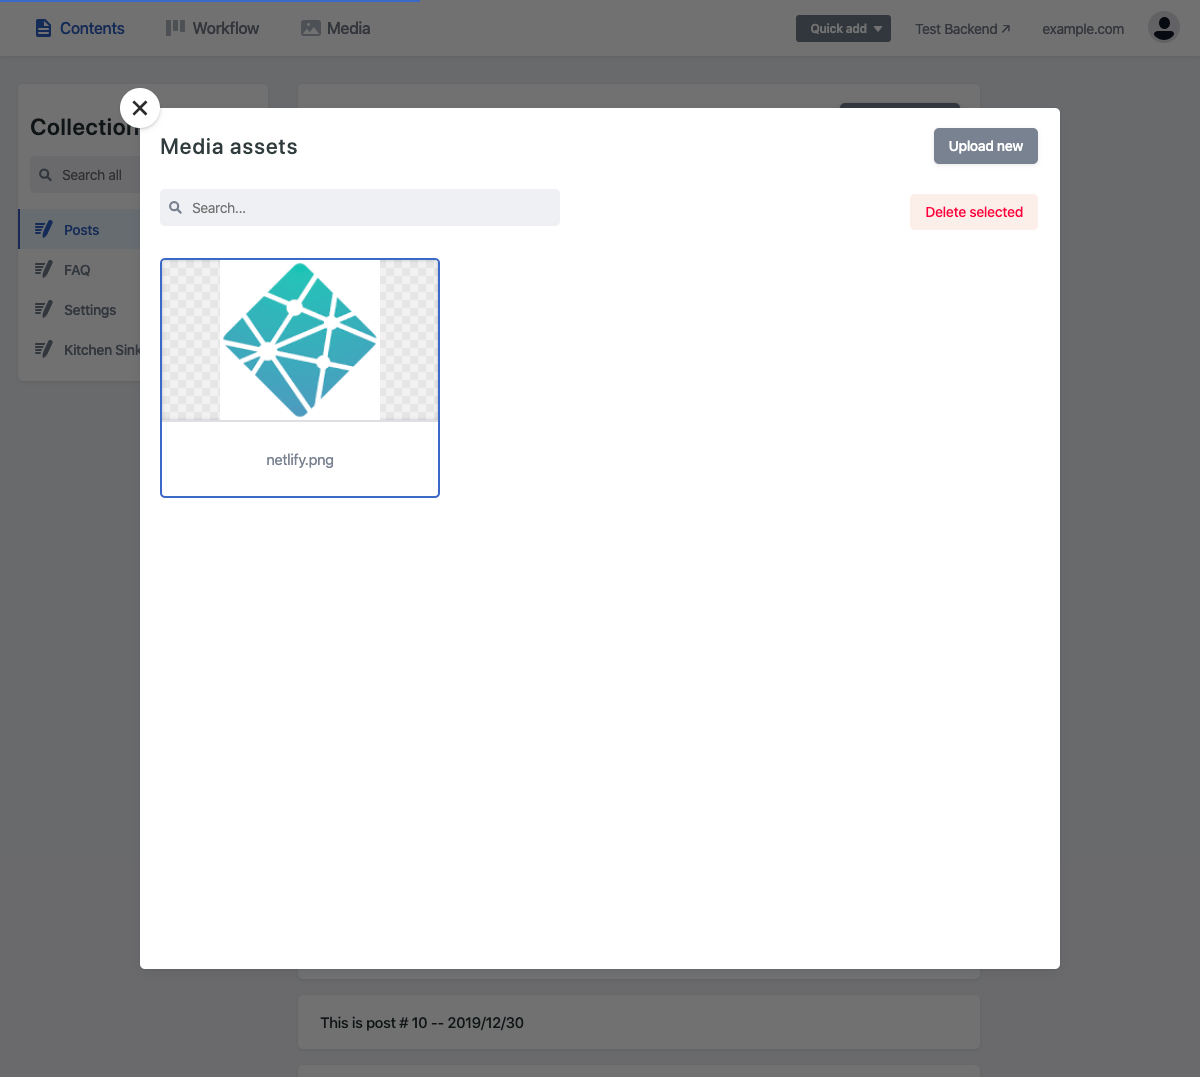 Contents
Workflow
Media
Quick add
Test Backend
example.com
Collection
Search all
Posts
FAQ
Settings
Kitchen Sink
Media assets
Upload new
Search...
Delete selected
netlify.png
This is post # 10 -- 2019/12/30